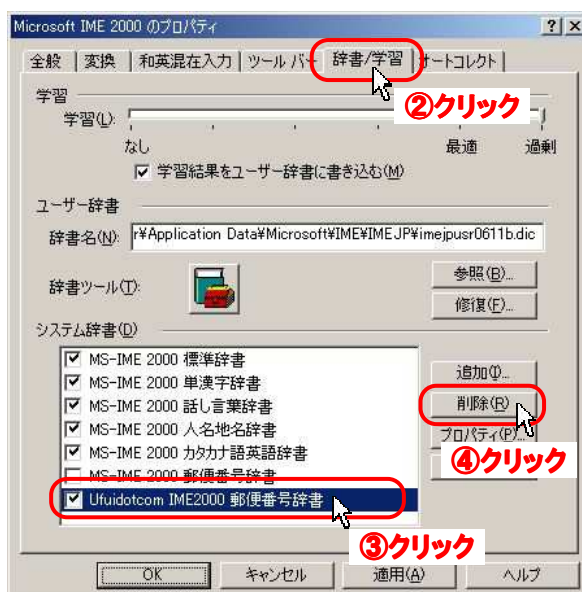 Microsoft IME 2000 のプロパティ
全般 変換 和英混在入力 ツール バー 辞書/学習 オートコレクト
②クリック
学習
学習(L):
なし 最適 過剰
学習結果をユーザー辞書に書き込む(M)
ユーザー辞書
辞書名(N): r¥Application Data¥Microsoft¥IME¥IMEJP¥imejpusr0611b.dic
辞書ツール(T):
参照(B)...
修復(F)...
システム辞書(D)
MS-IME 2000 標準辞書
MS-IME 2000 単漢字辞書
MS-IME 2000 話し言葉辞書
MS-IME 2000 人名地名辞書
MS-IME 2000 カタカナ語英語辞書
MS-IME 2000 郵便番号辞書
Ufuidotcom IME2000 郵便番号辞書
追加(I)...
削除(R)
プロパティ(P)...
④クリック
③クリック
OK キャンセル 適用(A) ヘルプ